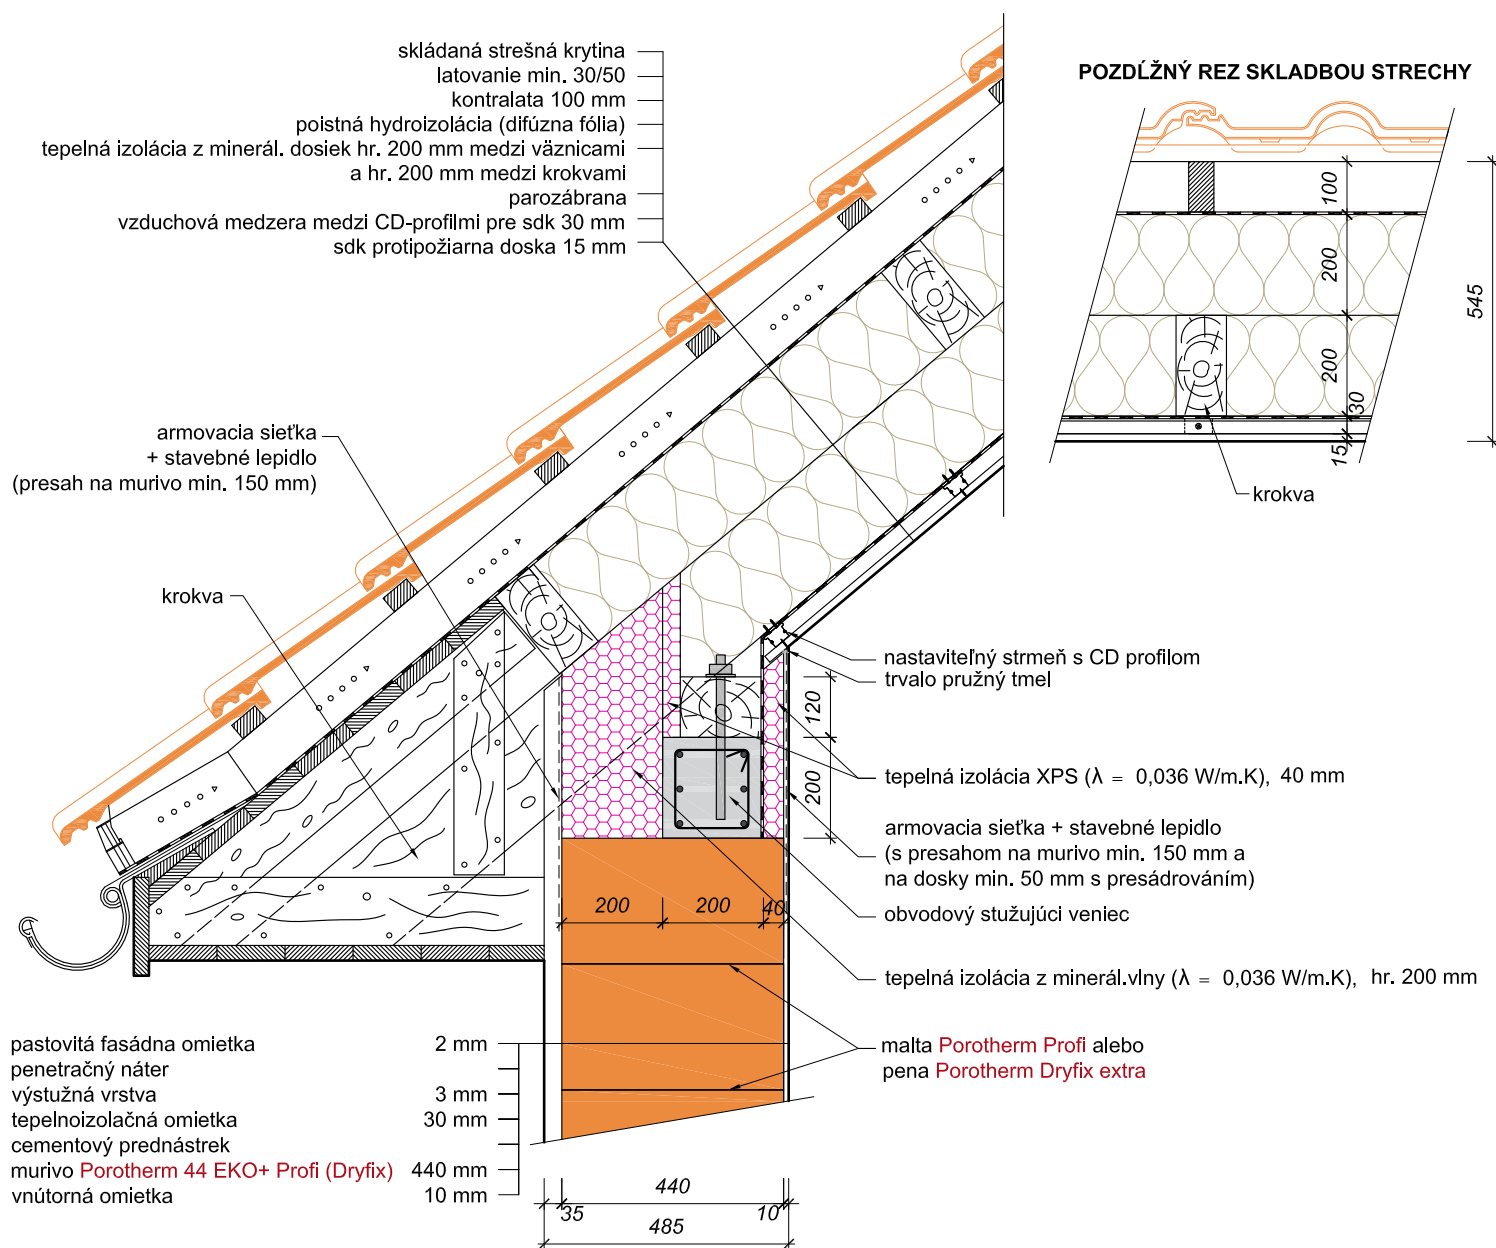 skládaná strešná krytina
latovanie min. 30/50
kontralata 100 mm
poistná hydroizolácia (difúzna fólia)
tepelná izolácia z minerál. dosiek hr. 200 mm medzi väznicami
a hr. 200 mm medzi krokvami
parozábrana
vzduchová medzera medzi CD-profilmi pre sdk 30 mm
sdk protipožiarna doska 15 mm
POZDĹŽNÝ REZ SKLADBOU STRECHY
100
200
200
30
15
545
krokva
armovacia sieťka
+ stavebné lepidlo
(presah na murivo min. 150 mm)
krokva
nastaviteľný strmeň s CD profilom
trvalo pružný tmel
120
200
tepelná izolácia XPS (λ = 0,036 W/m.K), 40 mm
armovacia sieťka + stavebné lepidlo
(s presahom na murivo min. 150 mm a
na dosky min. 50 mm s presádrováním)
obvodový stužujúci veniec
200 200 40
tepelná izolácia z minerál.vlny (λ = 0,036 W/m.K), hr. 200 mm
malta Porotherm Profi alebo
pena Porotherm Dryfix extra
pastovitá fasádna omietka 2 mm
penetračný náter
výstužná vrstva 3 mm
tepelnoizolačná omietka 30 mm
cementový prednástrek
murivo Porotherm 44 EKO+ Profi (Dryfix) 440 mm
vnútorná omietka 10 mm
35 440 10
485